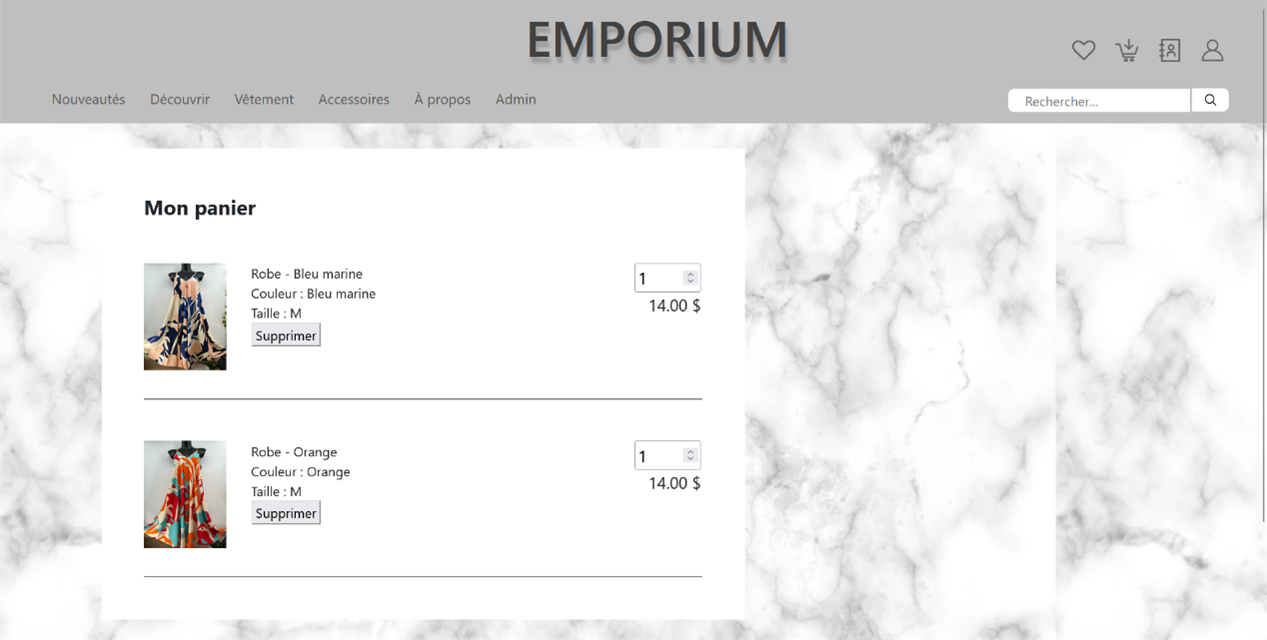 EMPORIUM
Nouveautés Découvrir Vêtement Accessoires À propos Admin
Rechercher...
Mon panier
Robe - Bleu marine
Couleur : Bleu marine
Taille : M
Supprimer
1
14.00 $
Robe - Orange
Couleur : Orange
Taille : M
Supprimer
1
14.00 $